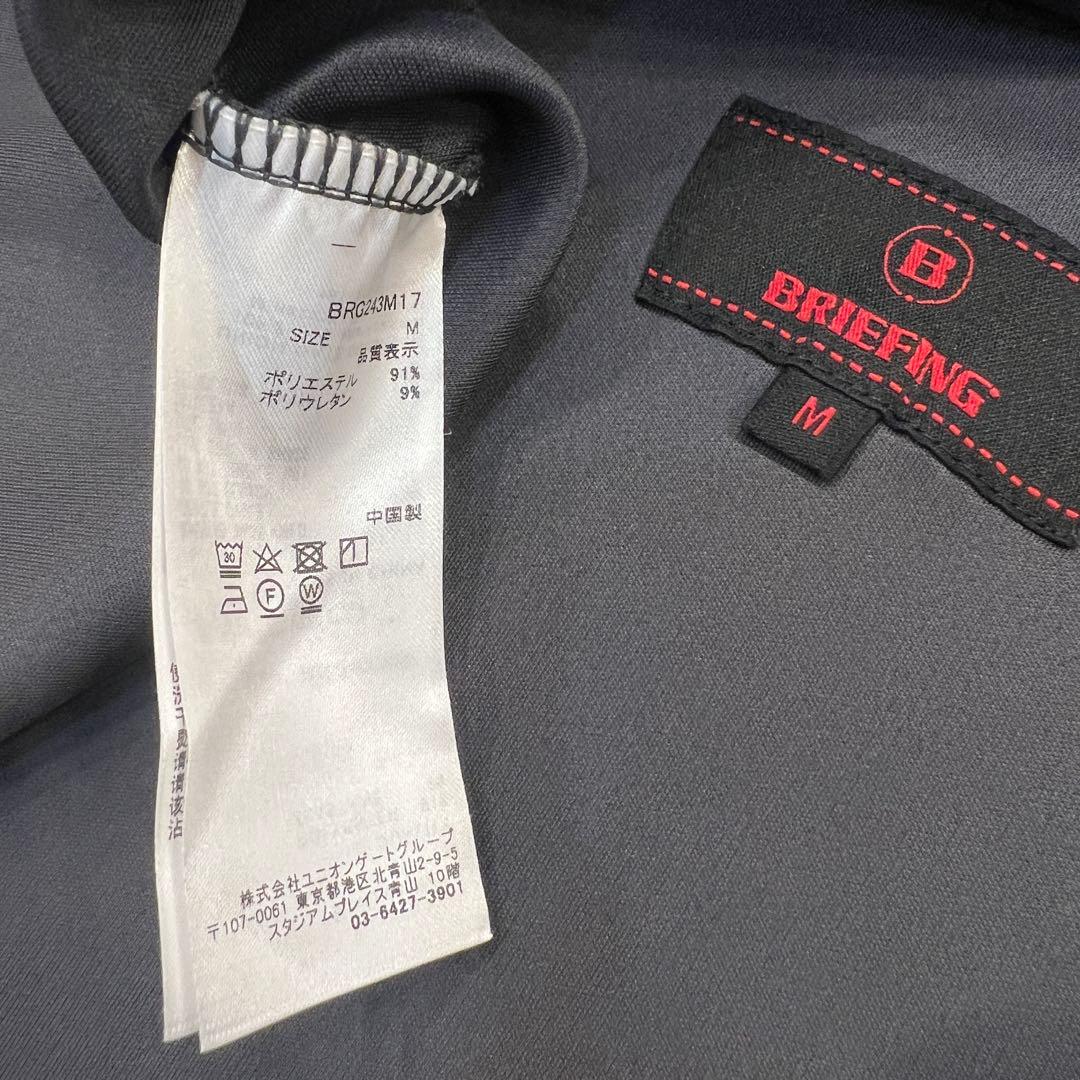 BRG243M17
SIZE M
品質表示
ポリエステル 91%
ポリウレタン 9%
中国製
30
F W
株式会社ユニオンゲートグループ
〒107-0061 東京都港区北青山2-9-5
スタジアムプレイス青山 10階
03-6427-3901
B
BRIEFING
M